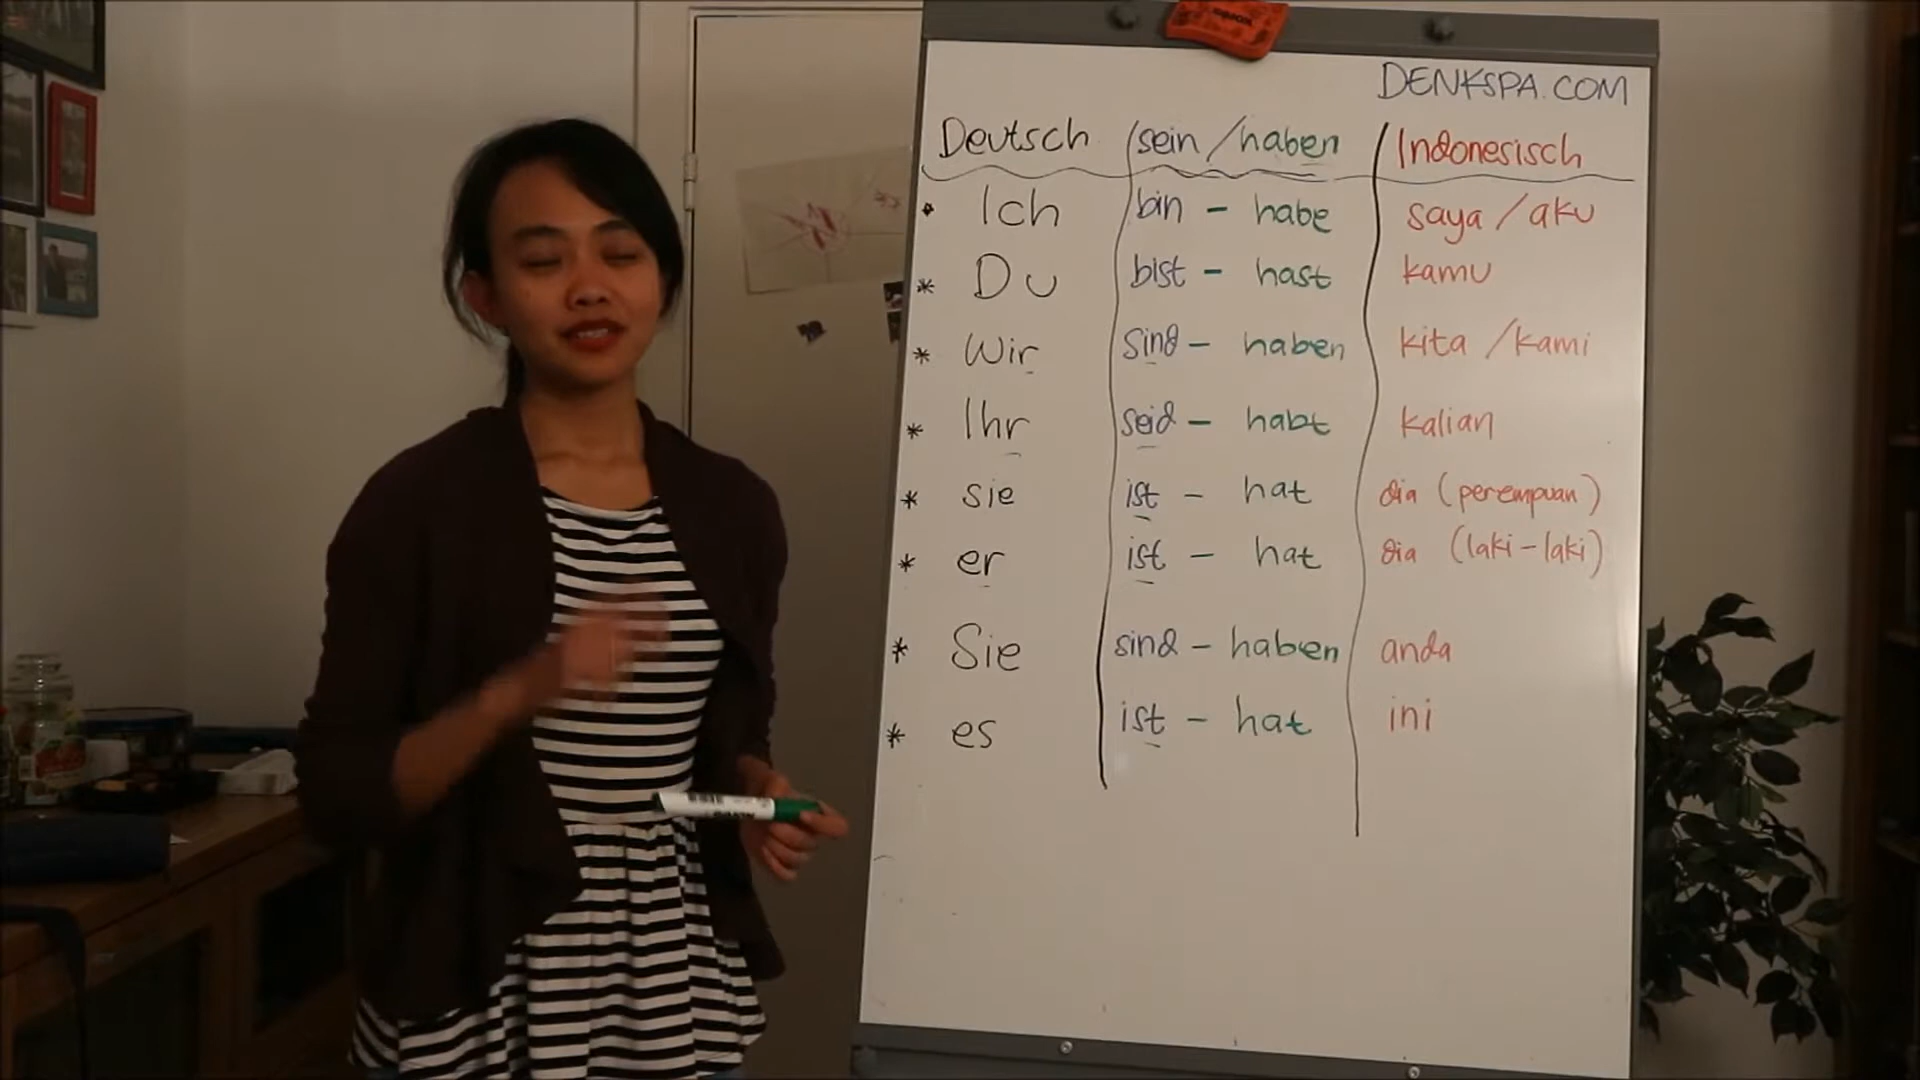 DENKSPA.COM
Deutsch / sein / haben / Indonesisch
• Ich bin - habe saya / aku
* Du bist - hast kamu
* Wir sind - haben kita / kami
* Ihr seid - habt kalian
* sie ist - hat dia (perempuan)
* er ist - hat dia (laki-laki)
* Sie sind - haben anda
* es ist - hat ini